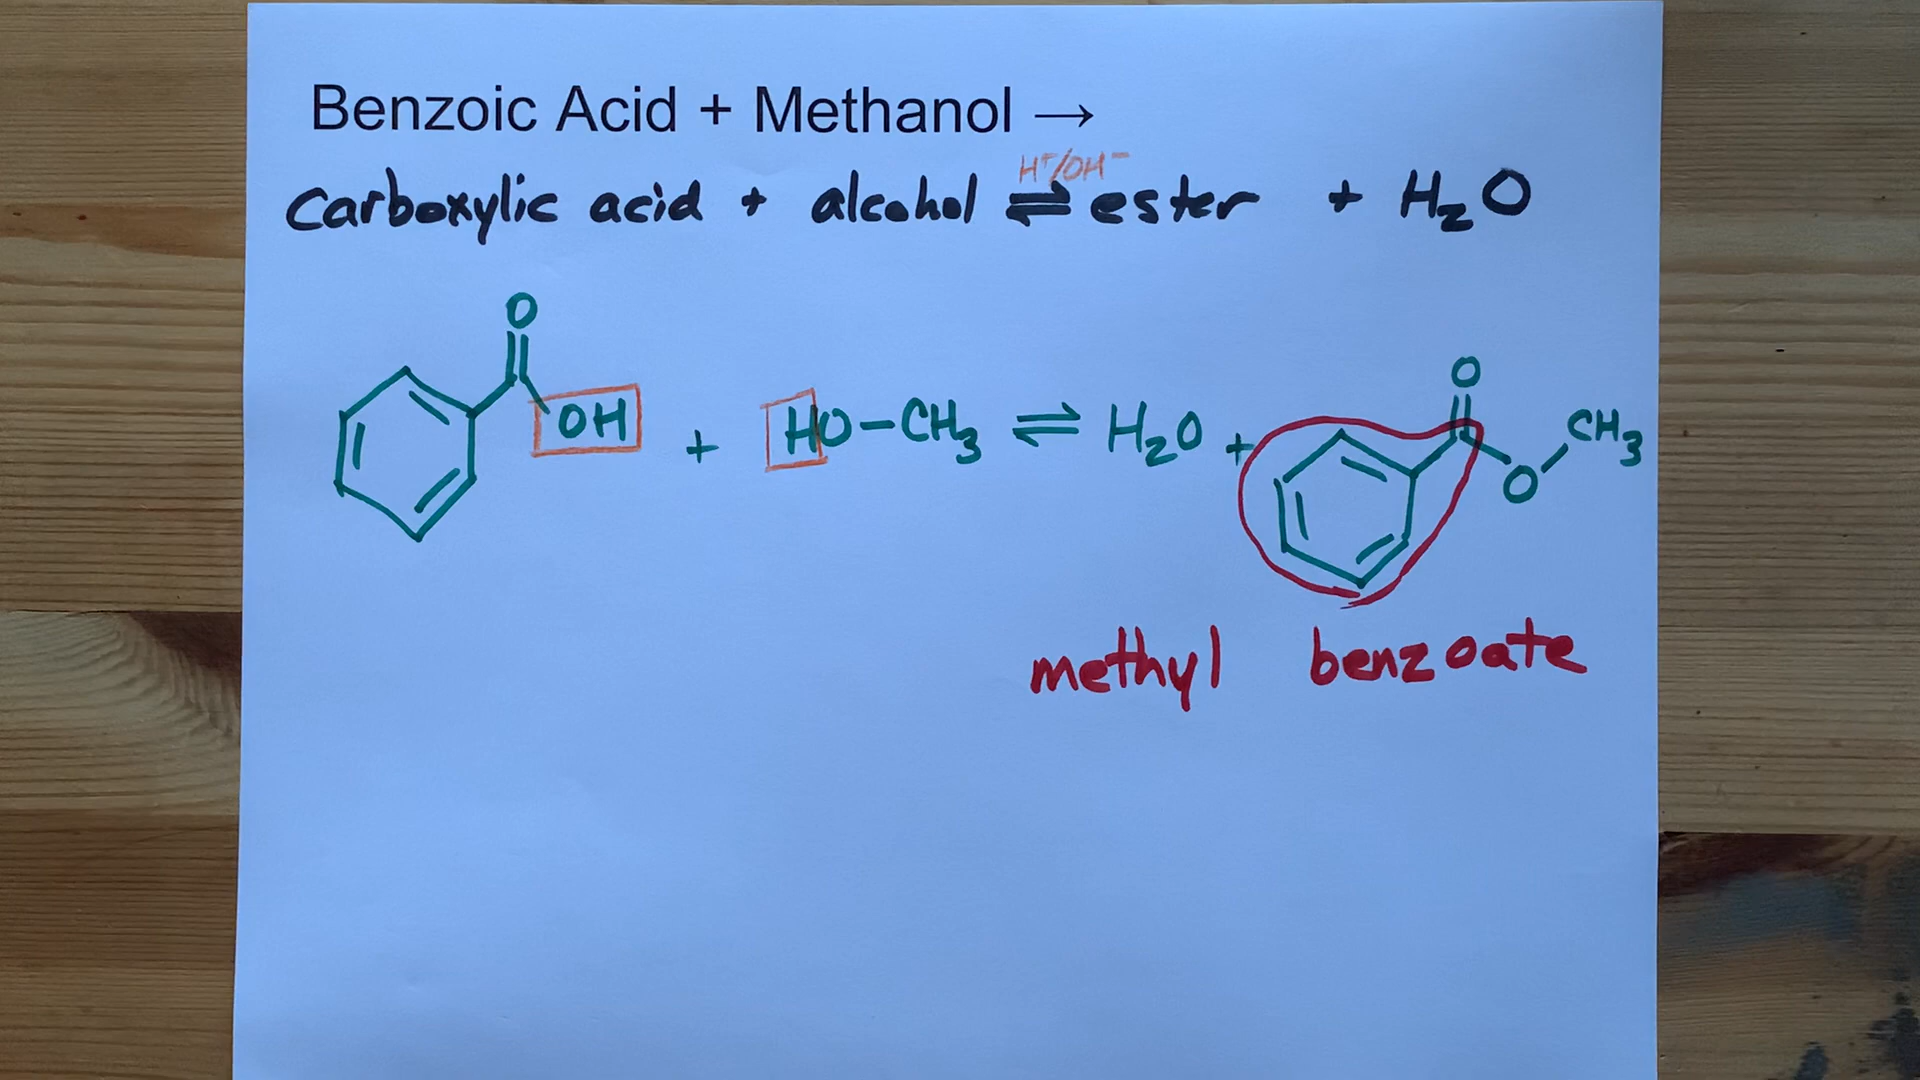 Benzoic Acid + Methanol →
H⁺/OH⁻
carboxylic acid + alcohol ⇌ ester + H₂O
O
O
OH + HO–CH₃ ⇌ H₂O + CH₃
O
methyl benzoate